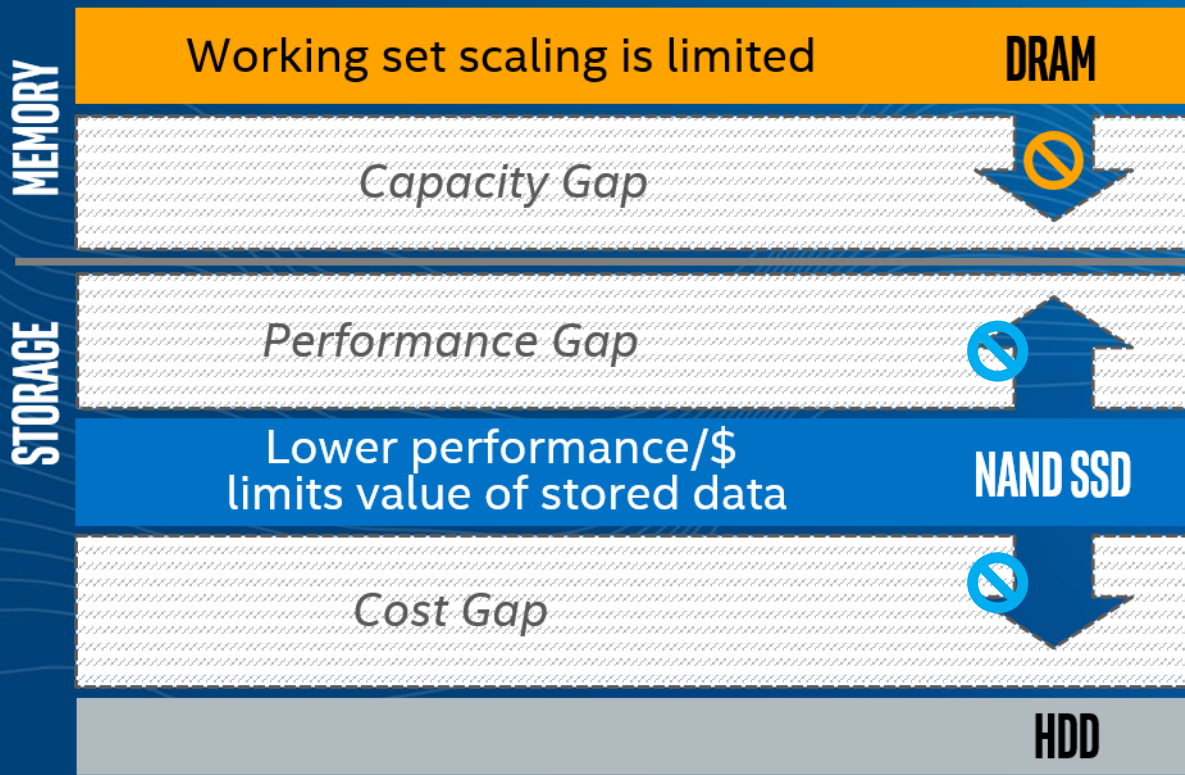 MEMORY
Working set scaling is limited
DRAM
Capacity Gap
STORAGE
Performance Gap
Lower performance/$
limits value of stored data
NAND SSD
Cost Gap
HDD